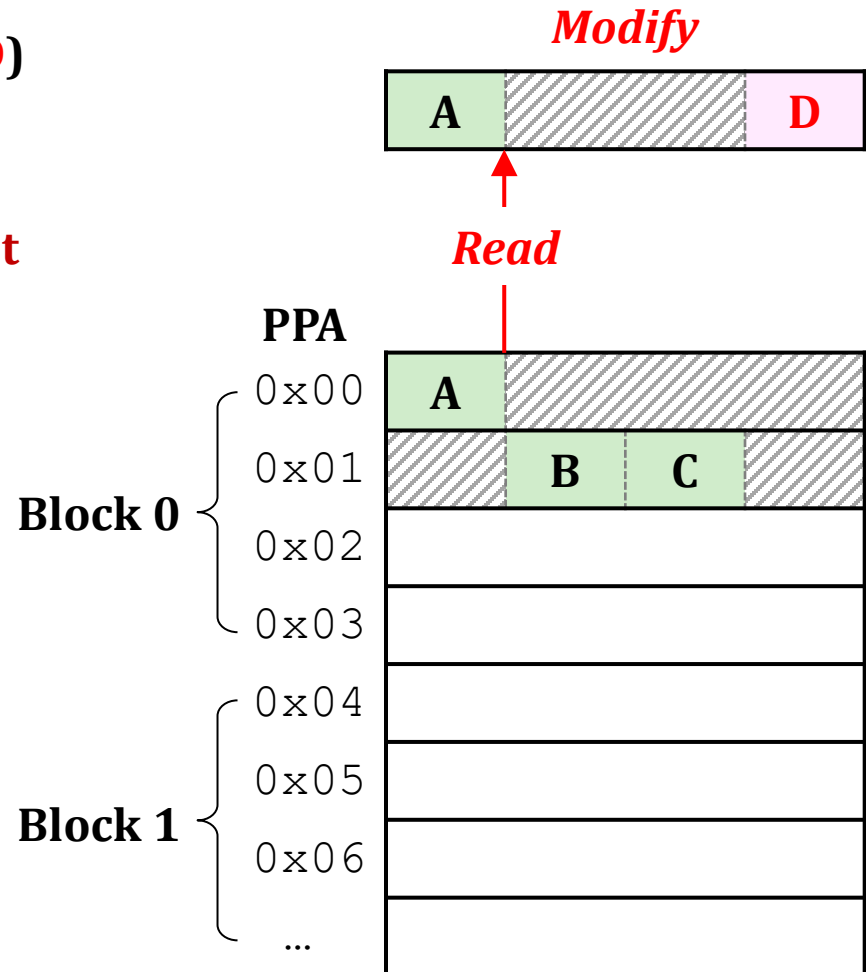 Modify
)
A D
t
Read
PPA
0x00 A
0x01 B C
Block 0
0x02
0x03
0x04
0x05
Block 1
0x06
...